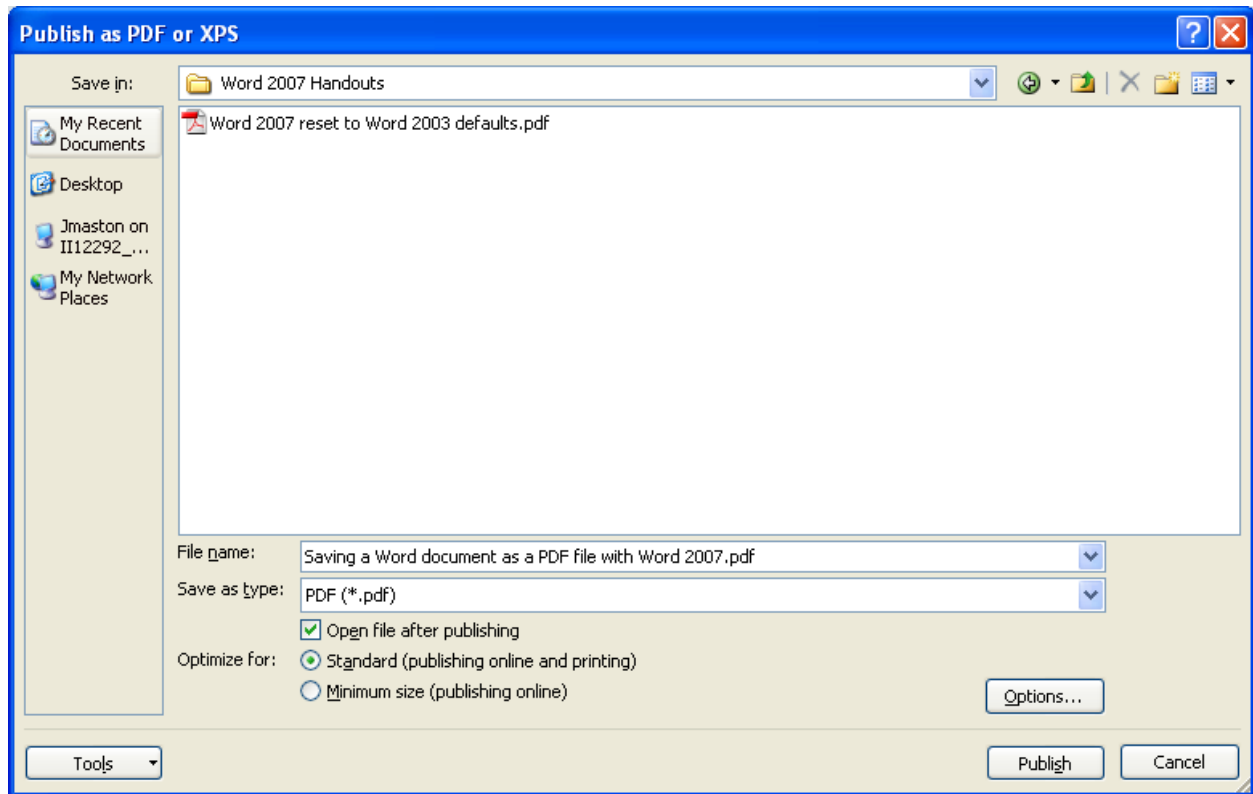 Publish as PDF or XPS
Save in:
Word 2007 Handouts
My Recent
Documents
Desktop
Jmaston on
II12292_...
My Network
Places
Word 2007 reset to Word 2003 defaults.pdf
File name:
Saving a Word document as a PDF file with Word 2007.pdf
Save as type:
PDF (*.pdf)
Open file after publishing
Optimize for:
Standard (publishing online and printing)
Minimum size (publishing online)
Options...
Tools
Publish
Cancel